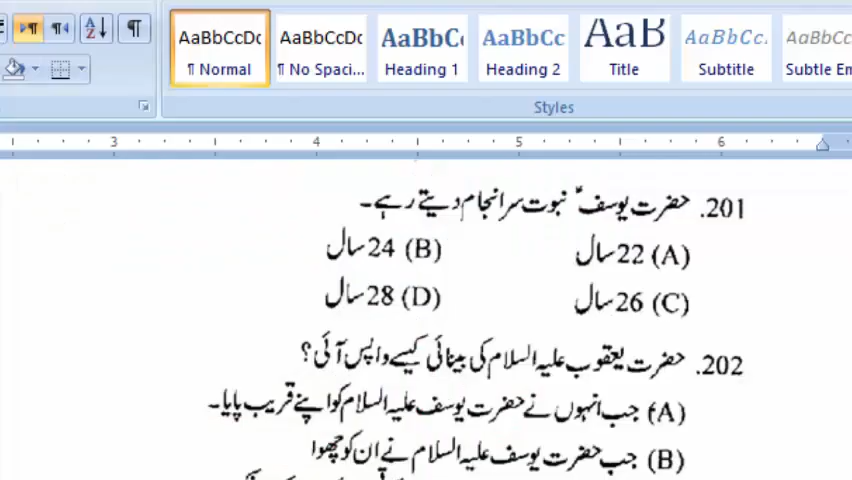 AaBbCcDc AaBbCcDc AaBbC AaBbCc AaB AaBbCc. AaBbCc
¶ Normal ¶ No Spaci... Heading 1 Heading 2 Title Subtitle Subtle Em
Styles
3 4 5 6
201. حضرت یوسفؑ نبوت سرانجام دیتے رہے۔
(A) 22 سال (B) 24 سال
(C) 26 سال (D) 28 سال
202. حضرت یعقوب علیہ السلام کی بینائی کیسے واپس آئی؟
(A) جب انہوں نے حضرت یوسف علیہ السلام کو اپنے قریب پایا۔
(B) جب حضرت یوسف علیہ السلام نے ان کو چھوا